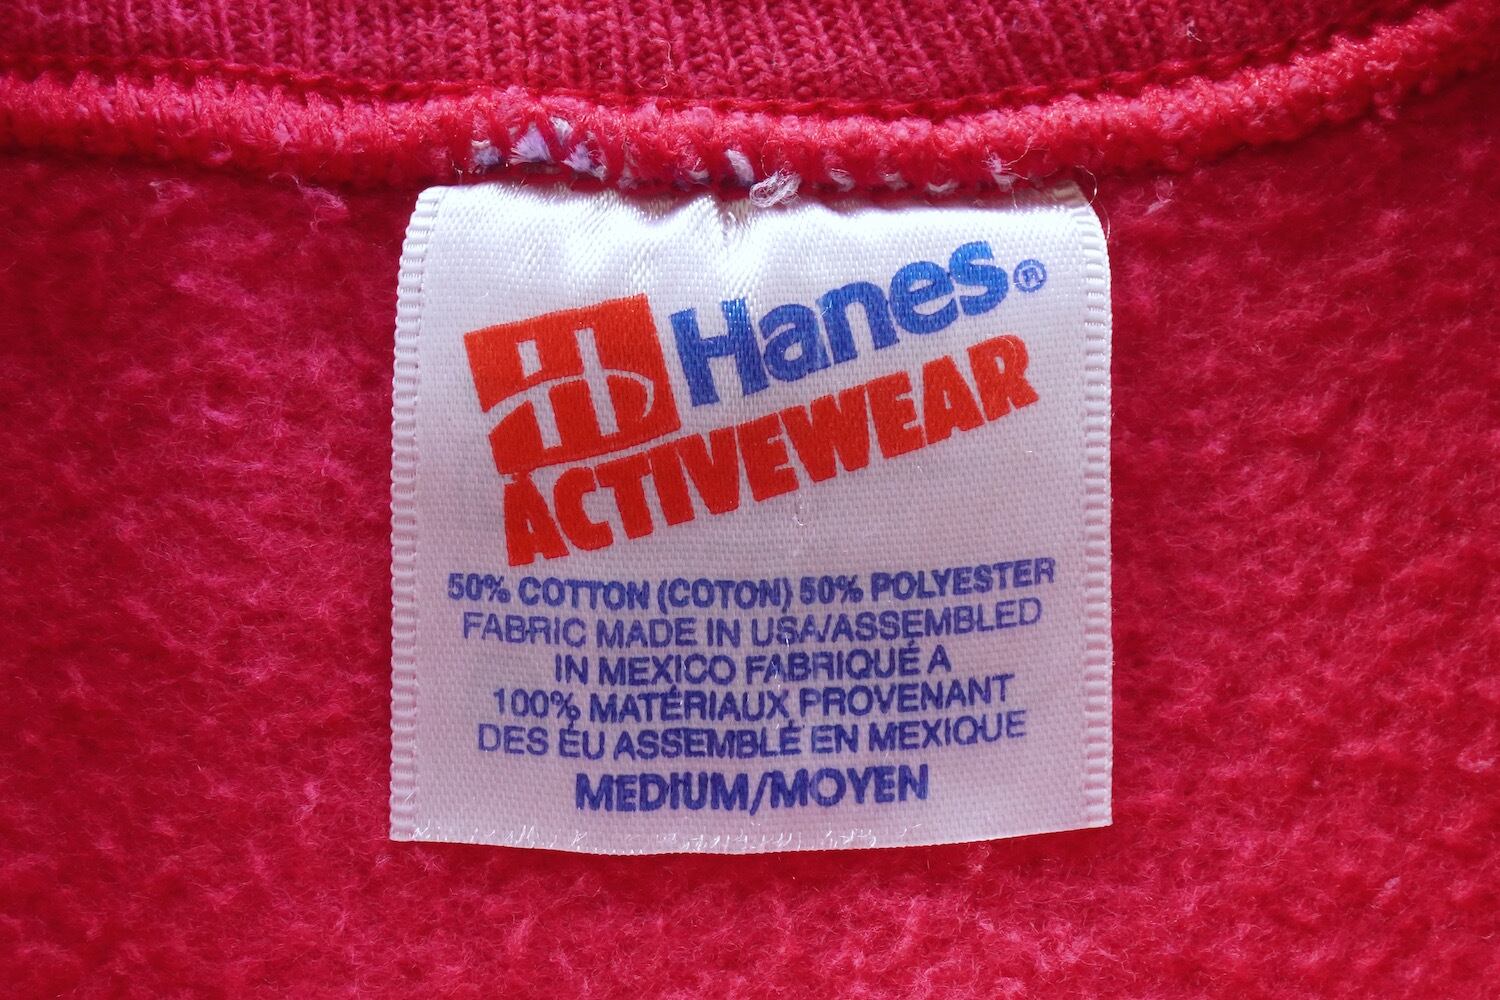 Hanes®
ACTIVEWEAR
50% COTTON (COTON) 50% POLYESTER
FABRIC MADE IN USA/ASSEMBLED
IN MEXICO FABRIQUÉ A
100% MATÉRIAUX PROVENANT
DES ÉU ASSEMBLÉ EN MEXIQUE
MEDIUM/MOYEN